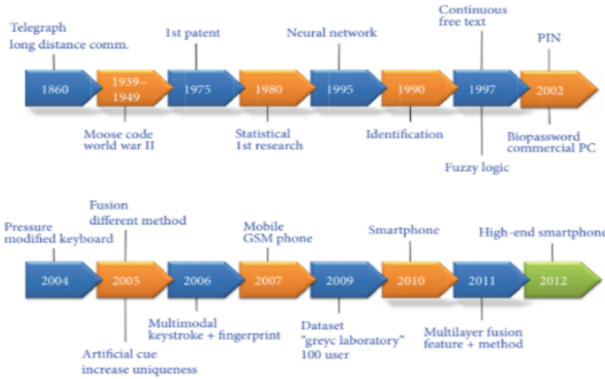 Telegraph
long distance comm.
1st patent
Neural network
Continuous
free text
PIN
1860
1939–
1949
1975
1980
1995
1990
1997
2002
Moose code
world war II
Statistical
1st research
Identification
Fuzzy logic
Biopassword
commercial PC
Pressure
modified keyboard
Fusion
different method
Mobile
GSM phone
Smartphone
High-end smartphone
2004
2005
2006
2007
2009
2010
2011
2012
Artificial cue
increase uniqueness
Multimodal
keystroke + fingerprint
Dataset
"greyc laboratory"
100 user
Multilayer fusion
feature + method